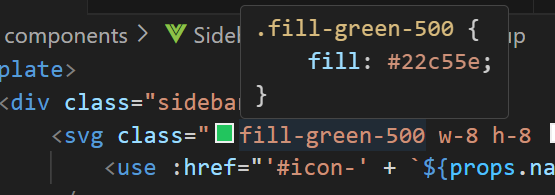 components > Sideb up
.fill-green-500 {
fill: #22c55e;
}
plate>
<div class="sideba
<svg class="fill-green-500 w-8 h-8
<use :href="'#icon-' + `${props.na